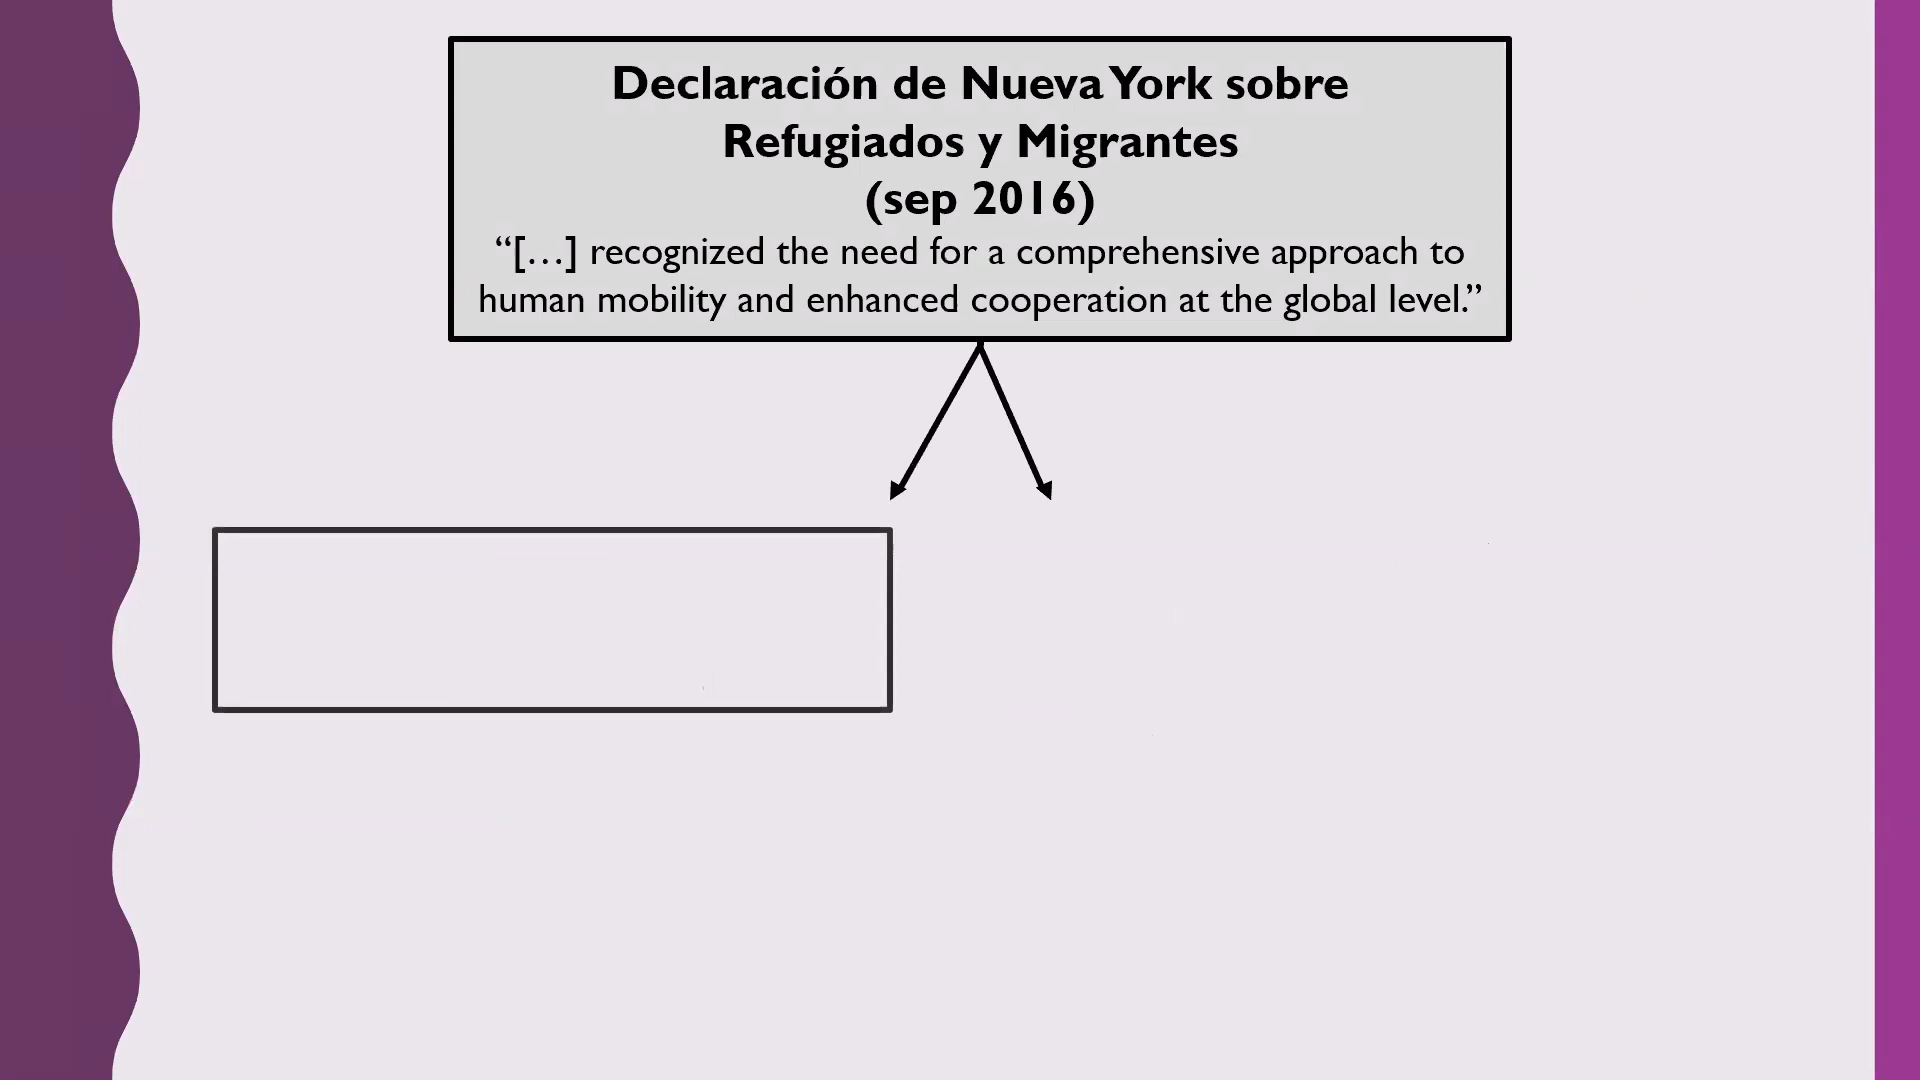 Declaración de Nueva York sobre
Refugiados y Migrantes
(sep 2016)
“[…] recognized the need for a comprehensive approach to
human mobility and enhanced cooperation at the global level.”